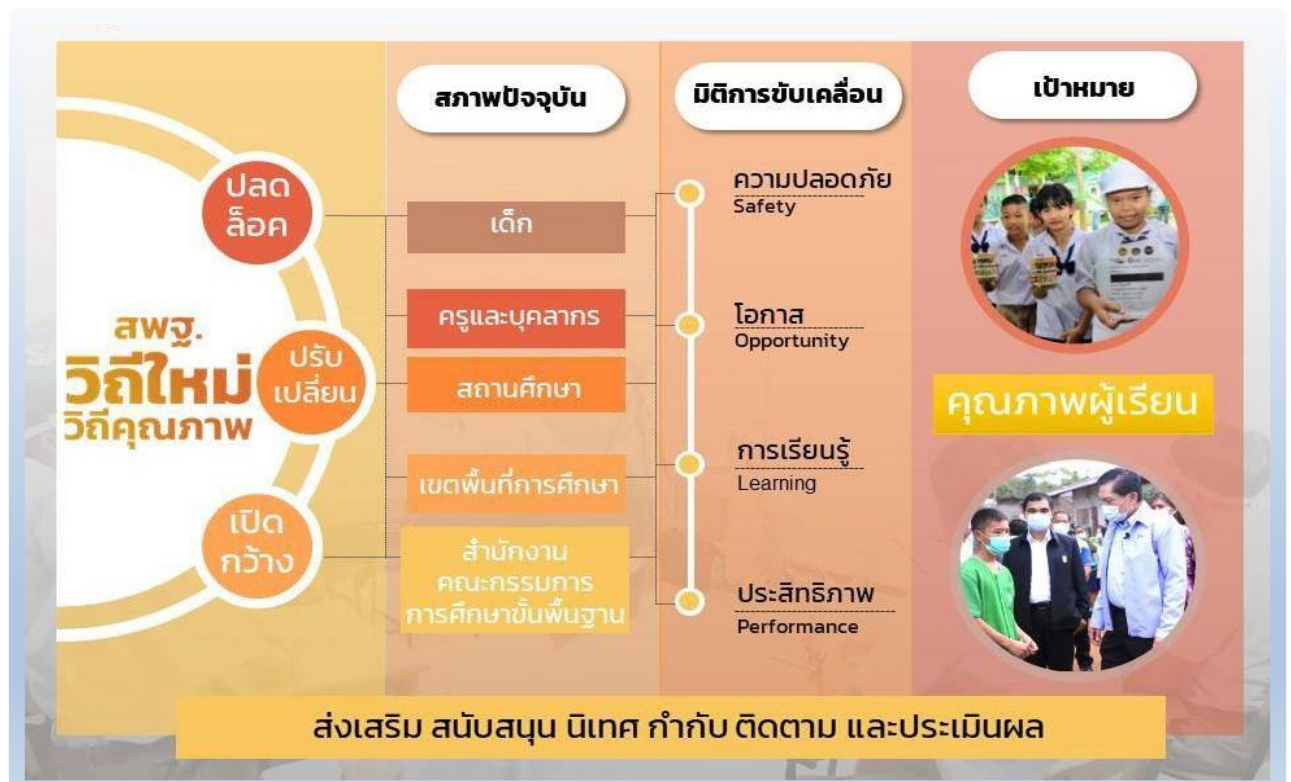 สพฐ.
วิถีใหม่
วิถีคุณภาพ
ปลด
ล็อค
ปรับ
เปลี่ยน
เปิด
กว้าง
สภาพปัจจุบัน
เด็ก
ครูและบุคลากร
สถานศึกษา
เขตพื้นที่การศึกษา
สำนักงาน
คณะกรรมการ
การศึกษาขั้นพื้นฐาน
มิติการขับเคลื่อน
ความปลอดภัย
Safety
โอกาส
Opportunity
การเรียนรู้
Learning
ประสิทธิภาพ
Performance
เป้าหมาย
คุณภาพผู้เรียน
ส่งเสริม สนับสนุน นิเทศ กำกับ ติดตาม และประเมินผล